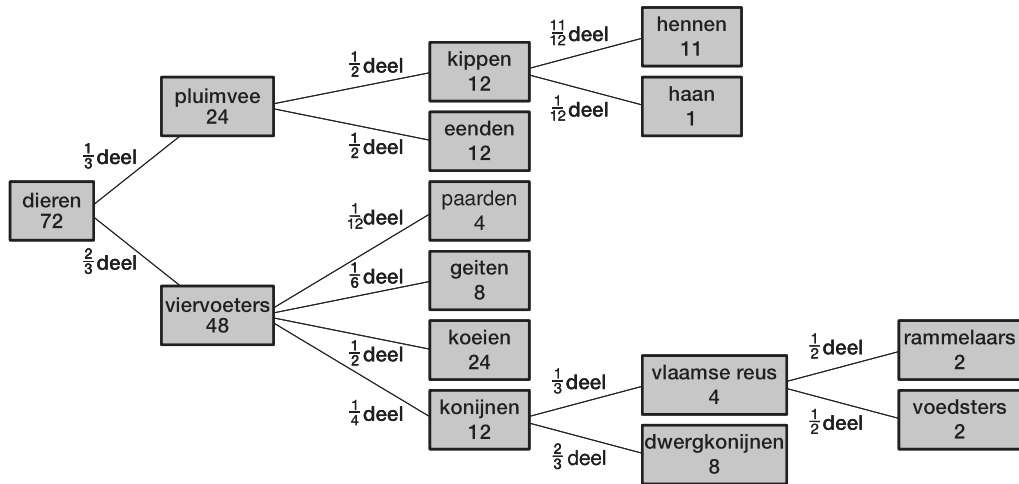 dieren
72
1/3 deel
2/3 deel
pluimvee
24
viervoeters
48
1/2 deel
1/2 deel
1/12 deel
1/6 deel
1/2 deel
1/4 deel
kippen
12
eenden
12
paarden
4
geiten
8
koeien
24
konijnen
12
11/12 deel
1/12 deel
1/3 deel
2/3 deel
hennen
11
haan
1
vlaamse reus
4
dwergkonijnen
8
1/2 deel
1/2 deel
rammelaars
2
voedsters
2